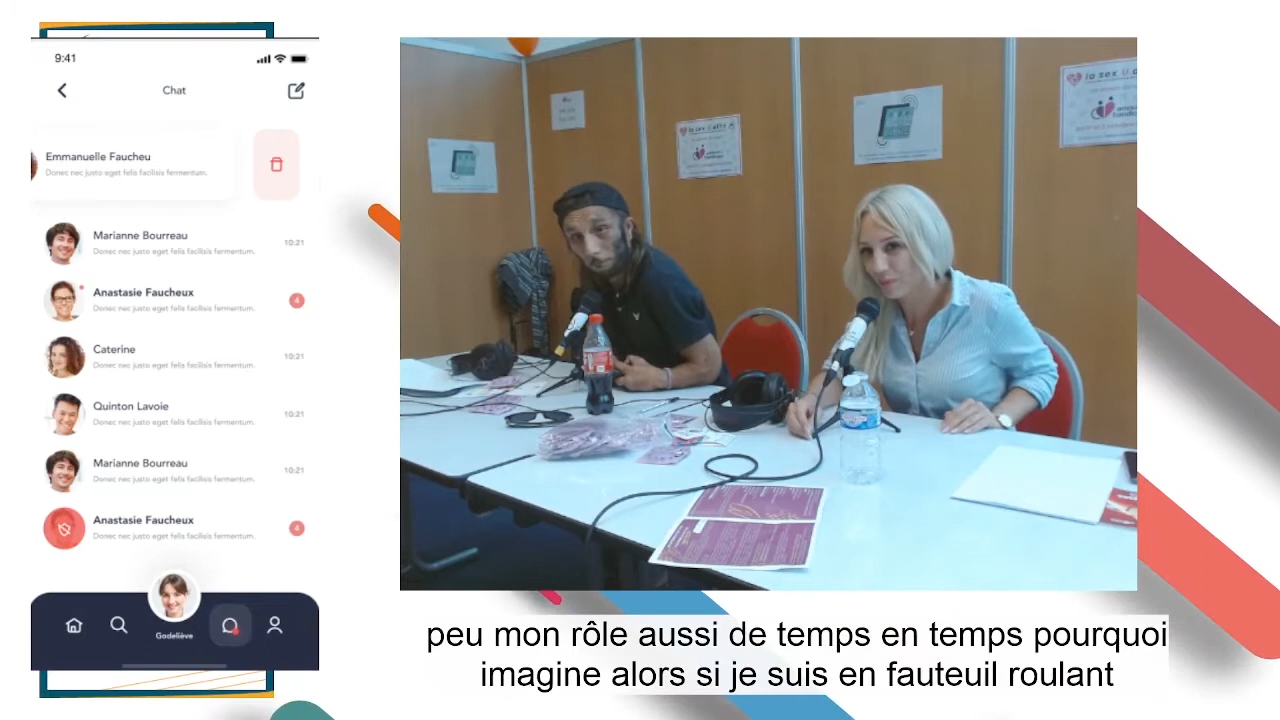 9:41
Chat
Emmanuelle Faucheu
Donec nec justo eget felis facilisis fermentum.
Marianne Bourreau
Donec nec justo eget felis facilisis fermentum.
10:21
Anastasie Faucheux
Donec nec justo eget felis facilisis fermentum.
4
Caterine
Donec nec justo eget felis facilisis fermentum.
10:21
Quinton Lavoie
Donec nec justo eget felis facilisis fermentum.
10:21
Marianne Bourreau
Donec nec justo eget felis facilisis fermentum.
10:21
Anastasie Faucheux
Donec nec justo eget felis facilisis fermentum.
4
Gadeliève
peu mon rôle aussi de temps en temps pourquoi
imagine alors si je suis en fauteuil roulant